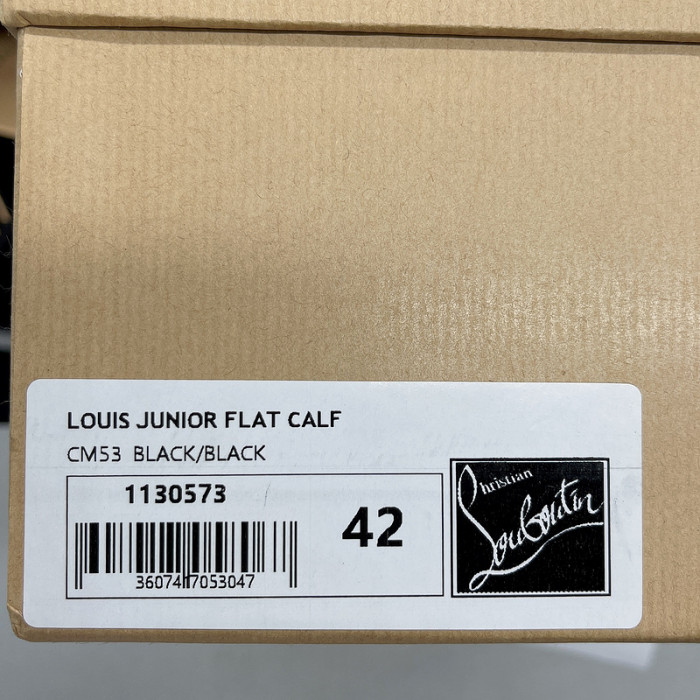 LOUIS JUNIOR FLAT CALF
CM53 BLACK/BLACK
1130573
42
3607417053047
Christian
Louboutin